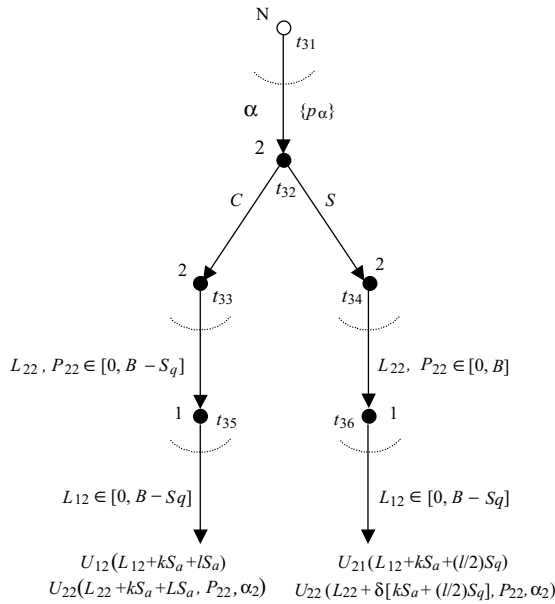 N
t31
α {pα}
2
t32
C S
2 2
t33 t34
L22 , P22 ∈ [0, B − Sq] L22, P22 ∈ [0, B]
1 t35 t36 1
L12 ∈ [0, B − Sq] L12 ∈ [0, B − Sq]
U12(L12+kSa+lSa) U21(L12+kSa+(l/2)Sq)
U22(L22+kSa+LSa, P22, α2) U22 (L22 + δ[kSa+ (l/2)Sq], P22, α2)